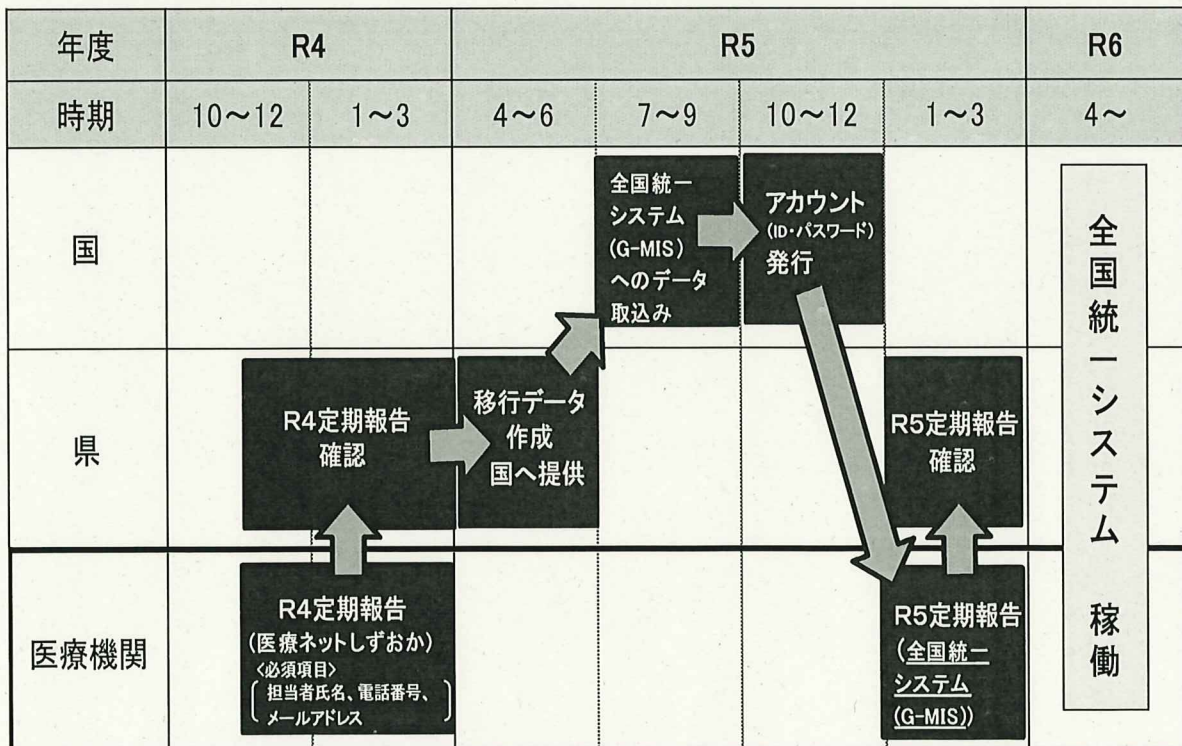 年度 R4 R5 R6
時期 10～12 1～3 4～6 7～9 10～12 1～3 4～
国
全国統一
システム
(G-MIS)
へのデータ
取込み
アカウント
(ID・パスワード)
発行
県
R4定期報告
確認
移行データ
作成
国へ提供
R5定期報告
確認
医療機関
R4定期報告
(医療ネットしずおか)
<必須項目>
担当者氏名、電話番号、
メールアドレス
R5定期報告
(全国統一
システム
(G-MIS))
全国統一システム 稼働